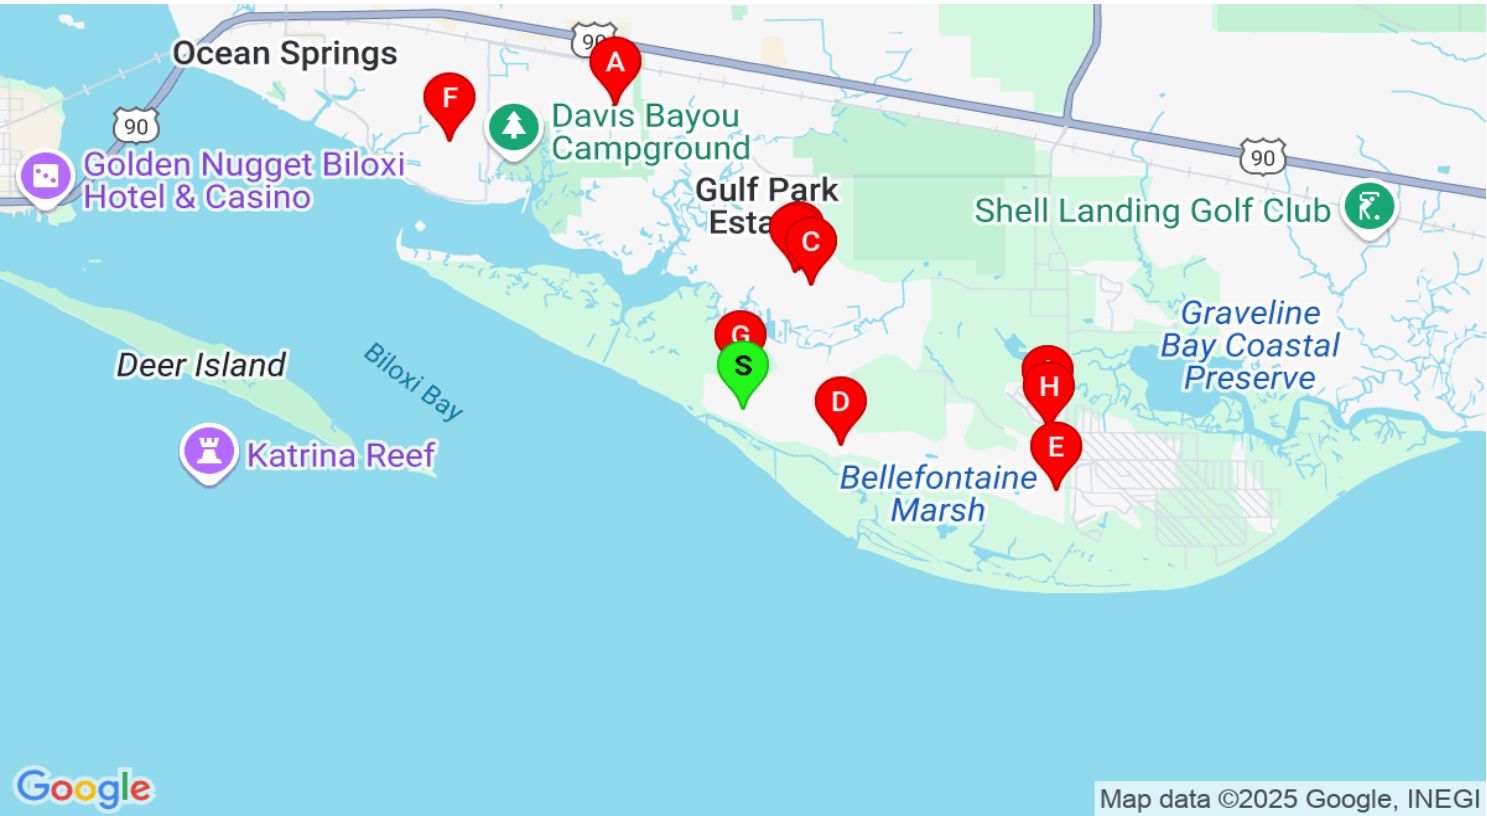 90
Ocean Springs
A
F
90
Davis Bayou
Campground
90
Golden Nugget Biloxi
Hotel & Casino
Gulf Park
Esta
Shell Landing Golf Club
C
Graveline
Bay Coastal
Preserve
G
S
Deer Island
Biloxi Bay
H
D
E
Katrina Reef
Bellefontaine
Marsh
Google
Map data ©2025 Google, INEGI